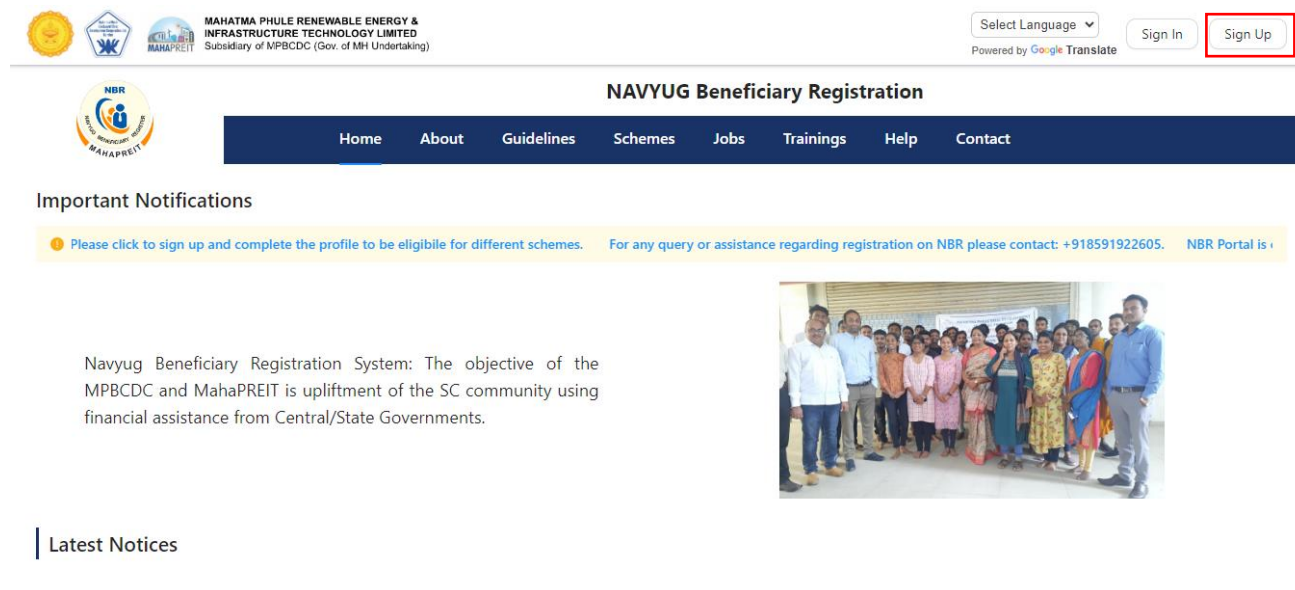 MAHATMA PHULE RENEWABLE ENERGY &
INFRASTRUCTURE TECHNOLOGY LIMITED
Subsidiary of MPBCDC (Gov. of MH Undertaking)
MAHAPREIT
Select Language
Powered by Google Translate
Sign In
Sign Up
NBR
NAVYUG BENEFICIARY REGISTER
MAHAPREIT
NAVYUG Beneficiary Registration
Home About Guidelines Schemes Jobs Trainings Help Contact
Important Notifications
Please click to sign up and complete the profile to be eligibile for different schemes. For any query or assistance regarding registration on NBR please contact: +918591922605. NBR Portal is
Navyug Beneficiary Registration System: The objective of the
MPBCDC and MahaPREIT is upliftment of the SC community using
financial assistance from Central/State Governments.
Latest Notices